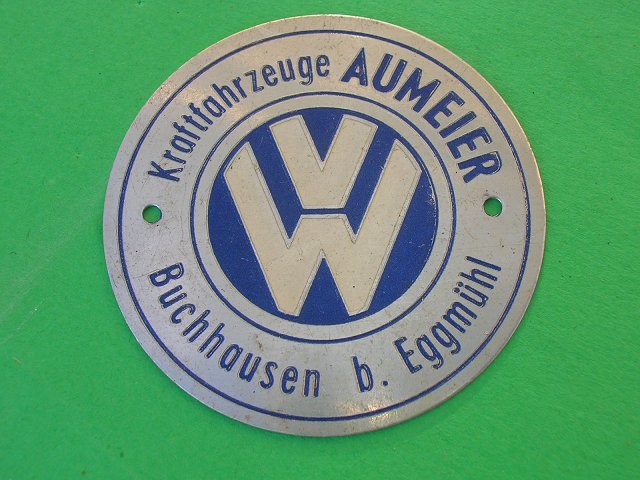 Kraftfahrzeuge AUMEIER
VW
Buchhausen b. Eggmühl